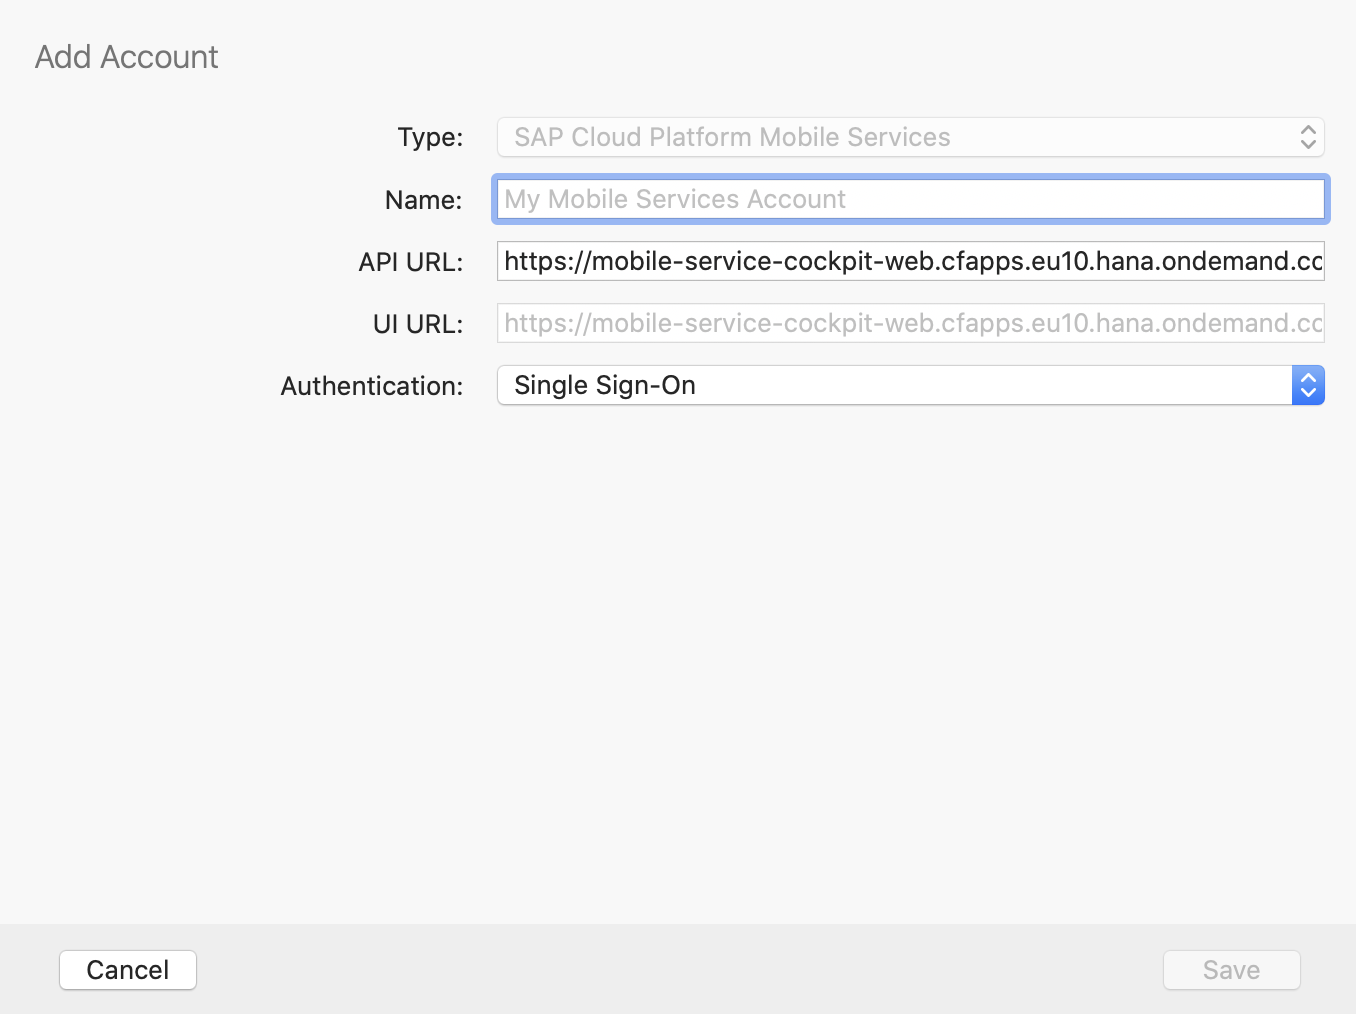 Add Account
Type: SAP Cloud Platform Mobile Services
Name: My Mobile Services Account
API URL: https://mobile-service-cockpit-web.cfapps.eu10.hana.ondemand.cc
UI URL: https://mobile-service-cockpit-web.cfapps.eu10.hana.ondemand.cc
Authentication: Single Sign-On
Cancel Save